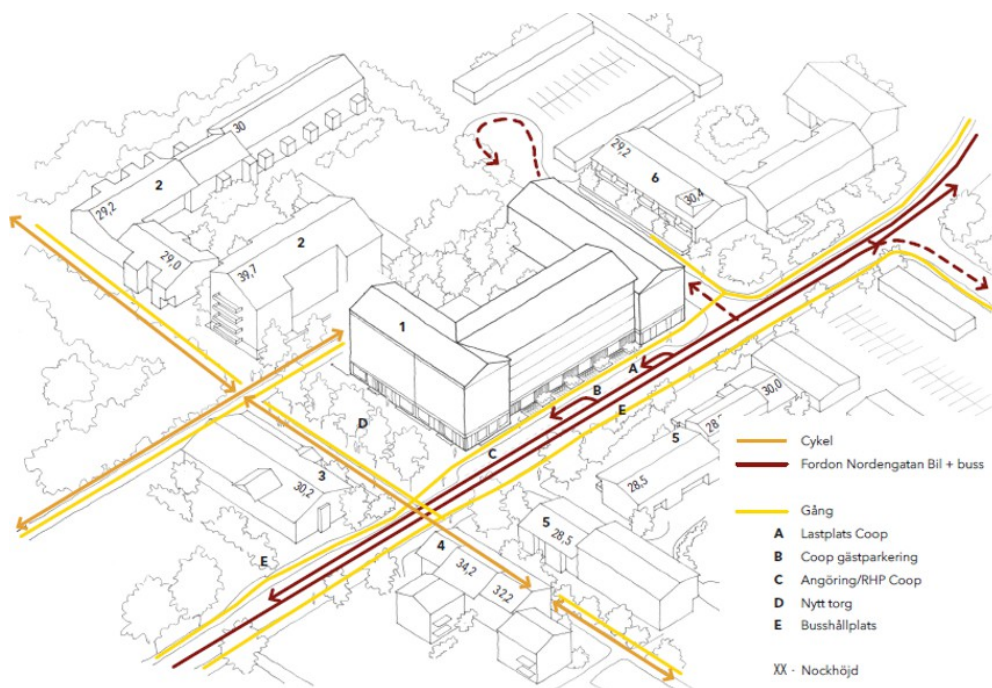 30
2
29,2
29,0
2
39,7
1
29,2
6
30,4
A
B
E
C
D
3
30,2
E
4
34,2
32,2
5
28,5
5
28,5
30,0
Cykel
Fordon Nordengatan Bil + buss
Gång
A Lastplats Coop
B Coop gästparkering
C Angöring/RHP Coop
D Nytt torg
E Busshållplats
XX - Nockhöjd